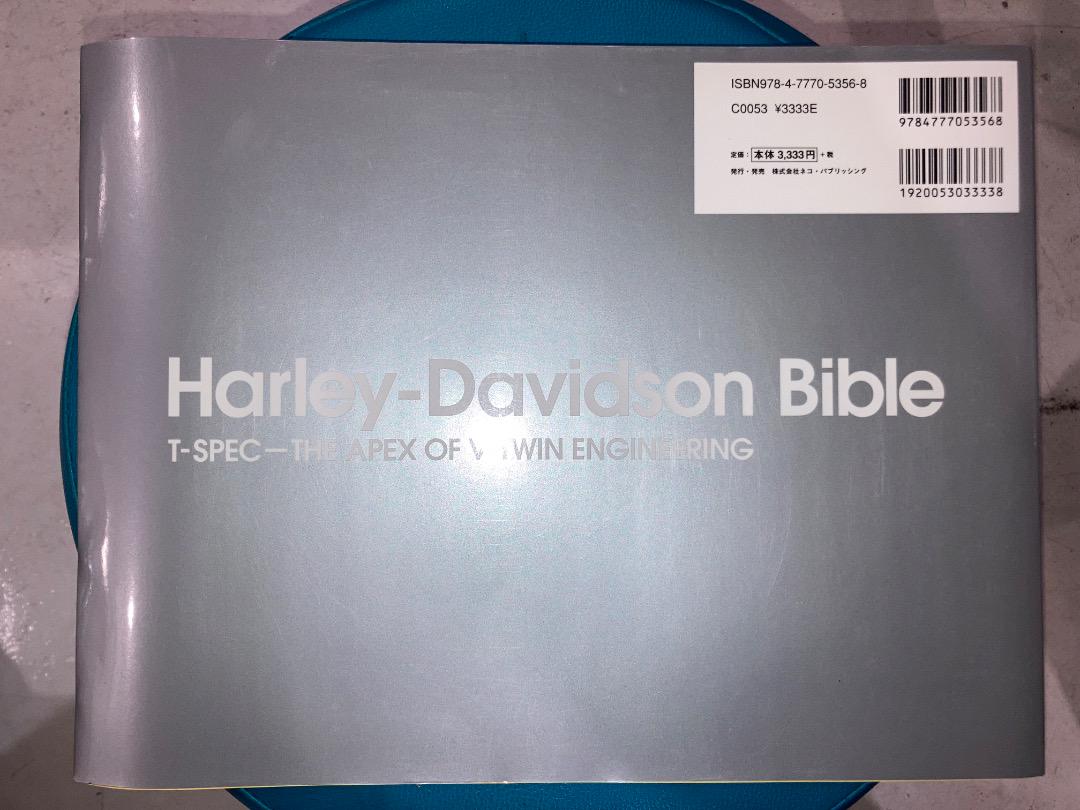 ISBN978-4-7770-5356-8
C0053 ¥3333E
9784777053568
定価：本体 3,333円＋税
発行・発売 株式会社ネコ・パブリッシング
1920053033338
Harley-Davidson Bible
T-SPEC—THE APEX OF V-TWIN ENGINEERING